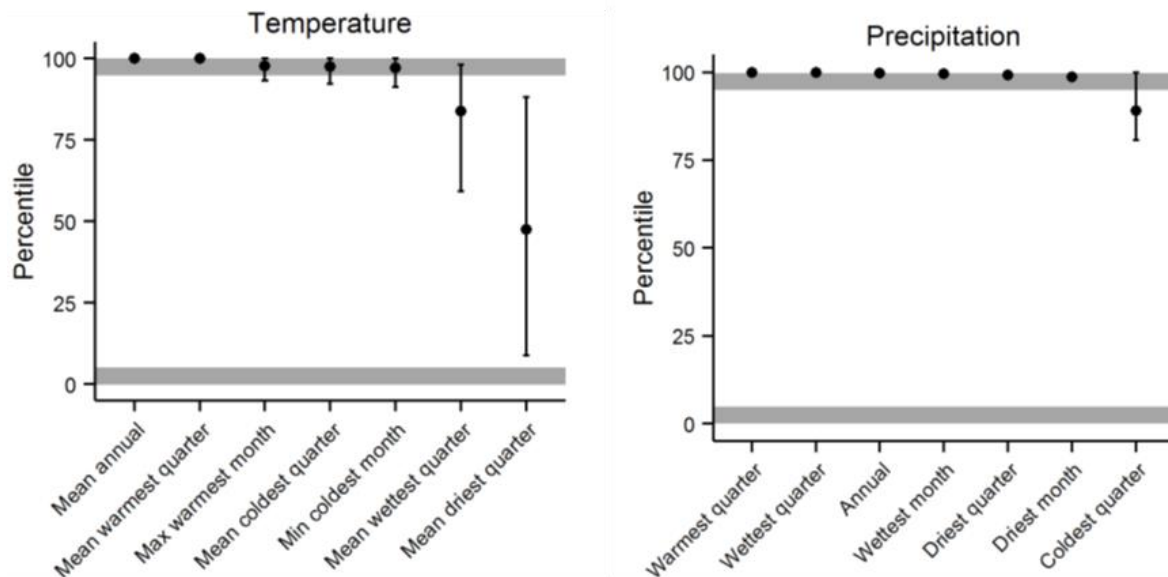 Temperature
Percentile
100
75
50
25
0
Mean annual
Mean warmest quarter
Max warmest month
Mean coldest quarter
Min coldest month
Mean wettest quarter
Mean driest quarter
Precipitation
Percentile
100
75
50
25
0
Warmest quarter
Wettest quarter
Annual
Wettest month
Driest quarter
Driest month
Coldest quarter